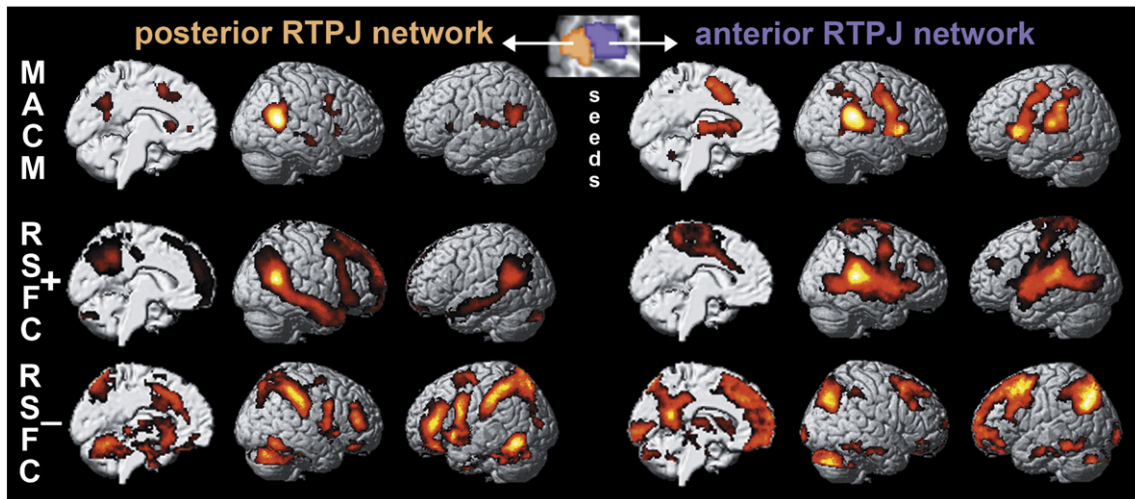 posterior RTPJ network
anterior RTPJ network
seeds
MACM
RSFC+
RSFC−